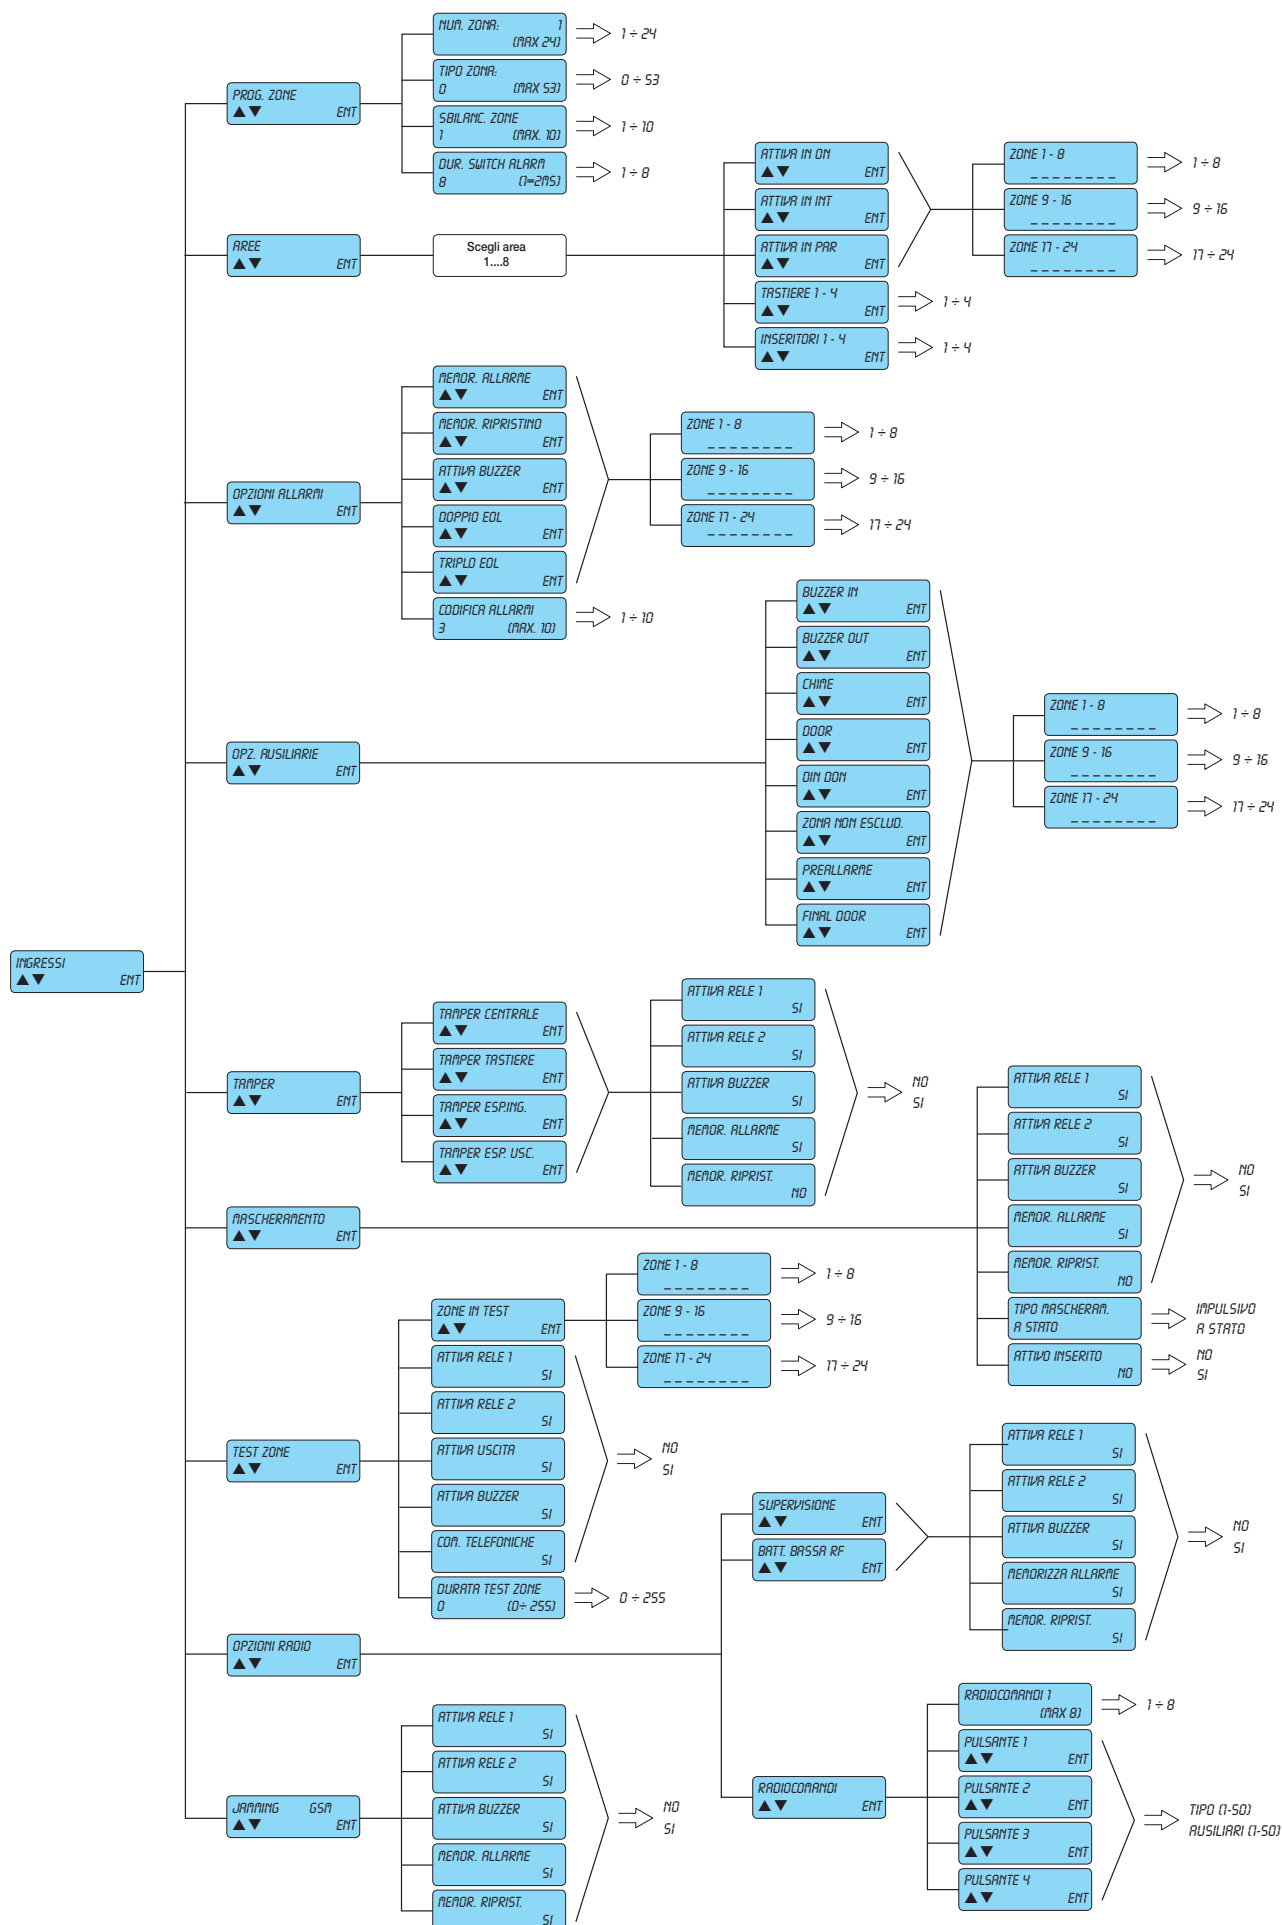 INGRESSI
▲▼ ENT
PROG. ZONE
▲▼ ENT
NUM. ZONA: 1
(MAX 24)
1 ÷ 24
TIPO ZONA:
0 (MAX 53)
0 ÷ 53
SBILANC. ZONE
1 (MAX. 10)
1 ÷ 10
DUR. SWITCH ALARM
8 (1=2MS)
1 ÷ 8
AREE
▲▼ ENT
Scegli area
1....8
ATTIVA IN ON
▲▼ ENT
ATTIVA IN INT
▲▼ ENT
ATTIVA IN PAR
▲▼ ENT
ZONE 1 - 8
_ _ _ _ _ _ _ _
1 ÷ 8
ZONE 9 - 16
_ _ _ _ _ _ _ _
9 ÷ 16
ZONE 17 - 24
_ _ _ _ _ _ _ _
17 ÷ 24
TASTIERE 1 - 4
▲▼ ENT
1 ÷ 4
INSERITORI 1 - 4
▲▼ ENT
1 ÷ 4
OPZIONI ALLARMI
▲▼ ENT
MEMOR. ALLARME
▲▼ ENT
MEMOR. RIPRISTINO
▲▼ ENT
ATTIVA BUZZER
▲▼ ENT
DOPPIO EOL
▲▼ ENT
TRIPLO EOL
▲▼ ENT
ZONE 1 - 8
_ _ _ _ _ _ _ _
1 ÷ 8
ZONE 9 - 16
_ _ _ _ _ _ _ _
9 ÷ 16
ZONE 17 - 24
_ _ _ _ _ _ _ _
17 ÷ 24
CODIFICA ALLARMI
3 (MAX. 10)
1 ÷ 10
OPZ. AUSILIARIE
▲▼ ENT
BUZZER IN
▲▼ ENT
BUZZER OUT
▲▼ ENT
CHIME
▲▼ ENT
DOOR
▲▼ ENT
DIN DON
▲▼ ENT
ZONA NON ESCLUD.
▲▼ ENT
PREALLARME
▲▼ ENT
FINAL DOOR
▲▼ ENT
ZONE 1 - 8
_ _ _ _ _ _ _ _
1 ÷ 8
ZONE 9 - 16
_ _ _ _ _ _ _ _
9 ÷ 16
ZONE 17 - 24
_ _ _ _ _ _ _ _
17 ÷ 24
TAMPER
▲▼ ENT
TAMPER CENTRALE
▲▼ ENT
TAMPER TASTIERE
▲▼ ENT
TAMPER ESP.ING.
▲▼ ENT
TAMPER ESP. USC.
▲▼ ENT
ATTIVA RELE 1
SI
ATTIVA RELE 2
SI
ATTIVA BUZZER
SI
MEMOR. ALLARME
SI
MEMOR. RIPRIST.
NO
NO
SI
MASCHERAMENTO
▲▼ ENT
ATTIVA RELE 1
SI
ATTIVA RELE 2
SI
ATTIVA BUZZER
SI
MEMOR. ALLARME
SI
MEMOR. RIPRIST.
NO
NO
SI
TIPO MASCHERAM.
A STATO
IMPULSIVO
A STATO
ATTIVO INSERITO
NO
NO
SI
TEST ZONE
▲▼ ENT
ZONE IN TEST
▲▼ ENT
ZONE 1 - 8
_ _ _ _ _ _ _ _
1 ÷ 8
ZONE 9 - 16
_ _ _ _ _ _ _ _
9 ÷ 16
ZONE 17 - 24
_ _ _ _ _ _ _ _
17 ÷ 24
ATTIVA RELE 1
SI
ATTIVA RELE 2
SI
ATTIVA USCITA
SI
ATTIVA BUZZER
SI
COM. TELEFONICHE
SI
NO
SI
DURATA TEST ZONE
0 (0÷ 255)
0 ÷ 255
OPZIONI RADIO
▲▼ ENT
SUPERVISIONE
▲▼ ENT
BATT. BASSA RF
▲▼ ENT
ATTIVA RELE 1
SI
ATTIVA RELE 2
SI
ATTIVA BUZZER
SI
MEMORIZZA ALLARME
SI
MEMOR. RIPRIST.
SI
NO
SI
RADIOCOMANDI
▲▼ ENT
RADIOCOMANDI 1
(MAX 8)
1 ÷ 8
PULSANTE 1
▲▼ ENT
PULSANTE 2
▲▼ ENT
PULSANTE 3
▲▼ ENT
PULSANTE 4
▲▼ ENT
TIPO (1-50)
AUSILIARI (1-50)
JAMMING GSM
▲▼ ENT
ATTIVA RELE 1
SI
ATTIVA RELE 2
SI
ATTIVA BUZZER
SI
MEMOR. ALLARME
SI
MEMOR. RIPRIST.
SI
NO
SI